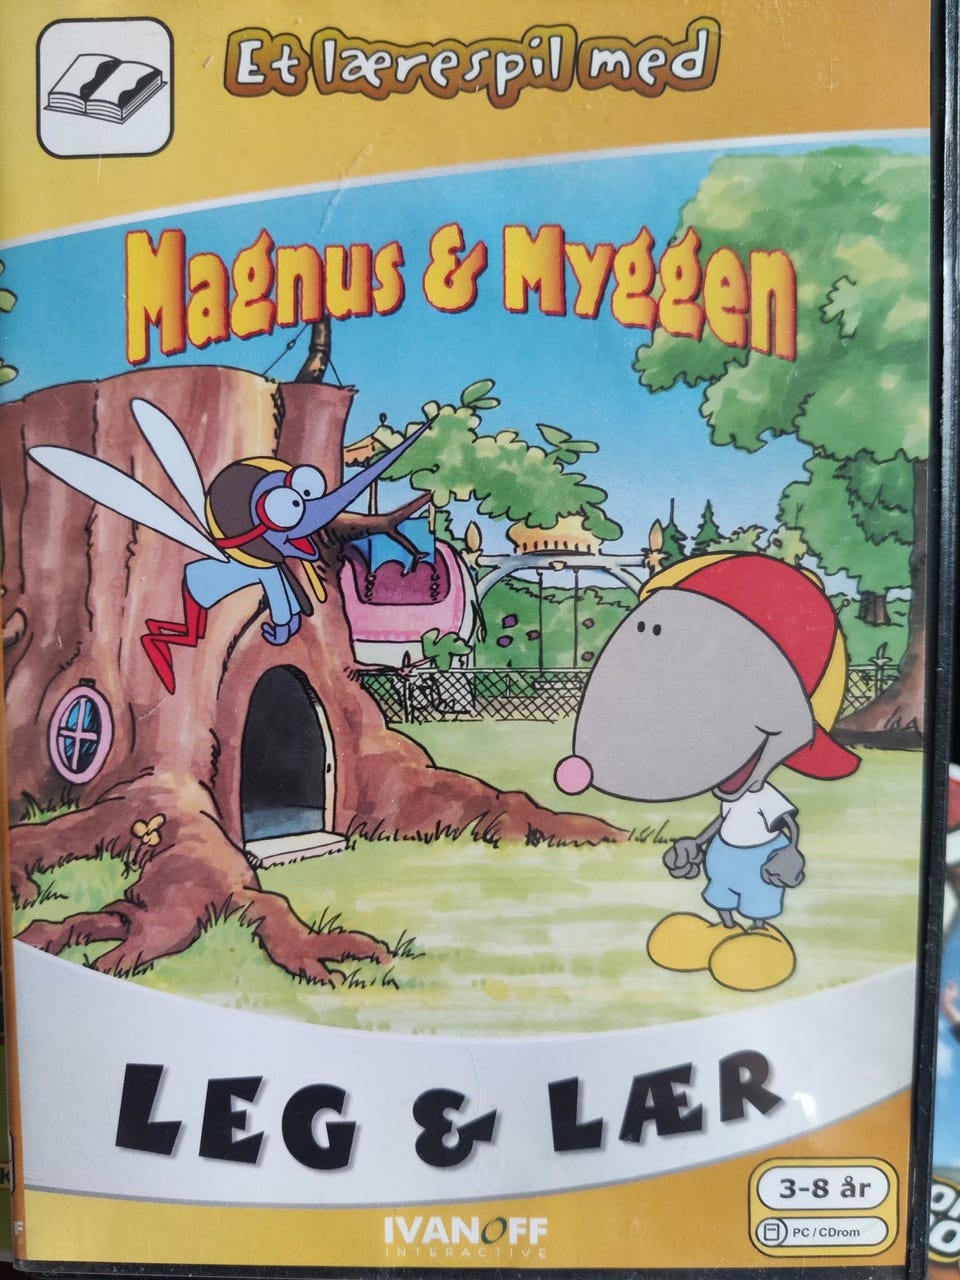 Et lærespil med
Magnus & Myggen
LEG & LÆR
3-8 år
PC / CDrom
IVANOFF
INTERACTIVE